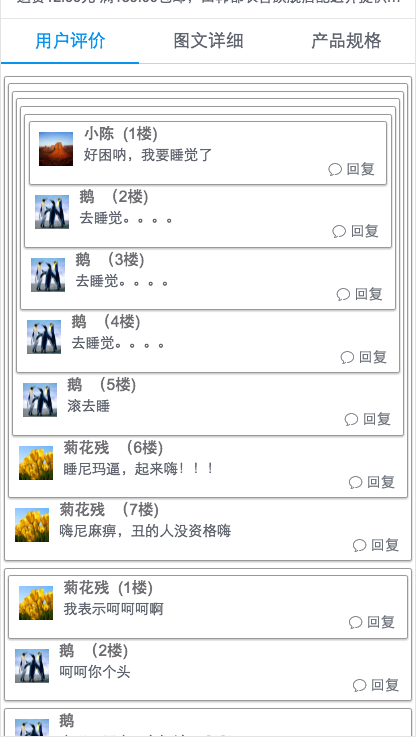 用户评价 图文详细 产品规格
小陈 (1楼)
好困呐，我要睡觉了
回复
鹅 （2楼）
去睡觉。。。。
回复
鹅 （3楼）
去睡觉。。。。
回复
鹅 （4楼）
去睡觉。。。。
回复
鹅 （5楼）
滚去睡
回复
菊花残 （6楼）
睡尼玛逼，起来嗨！！！
回复
菊花残 （7楼）
嗨尼麻痹，丑的人没资格嗨
回复
菊花残 (1楼)
我表示呵呵呵啊
回复
鹅 （2楼）
呵呵你个头
回复
鹅